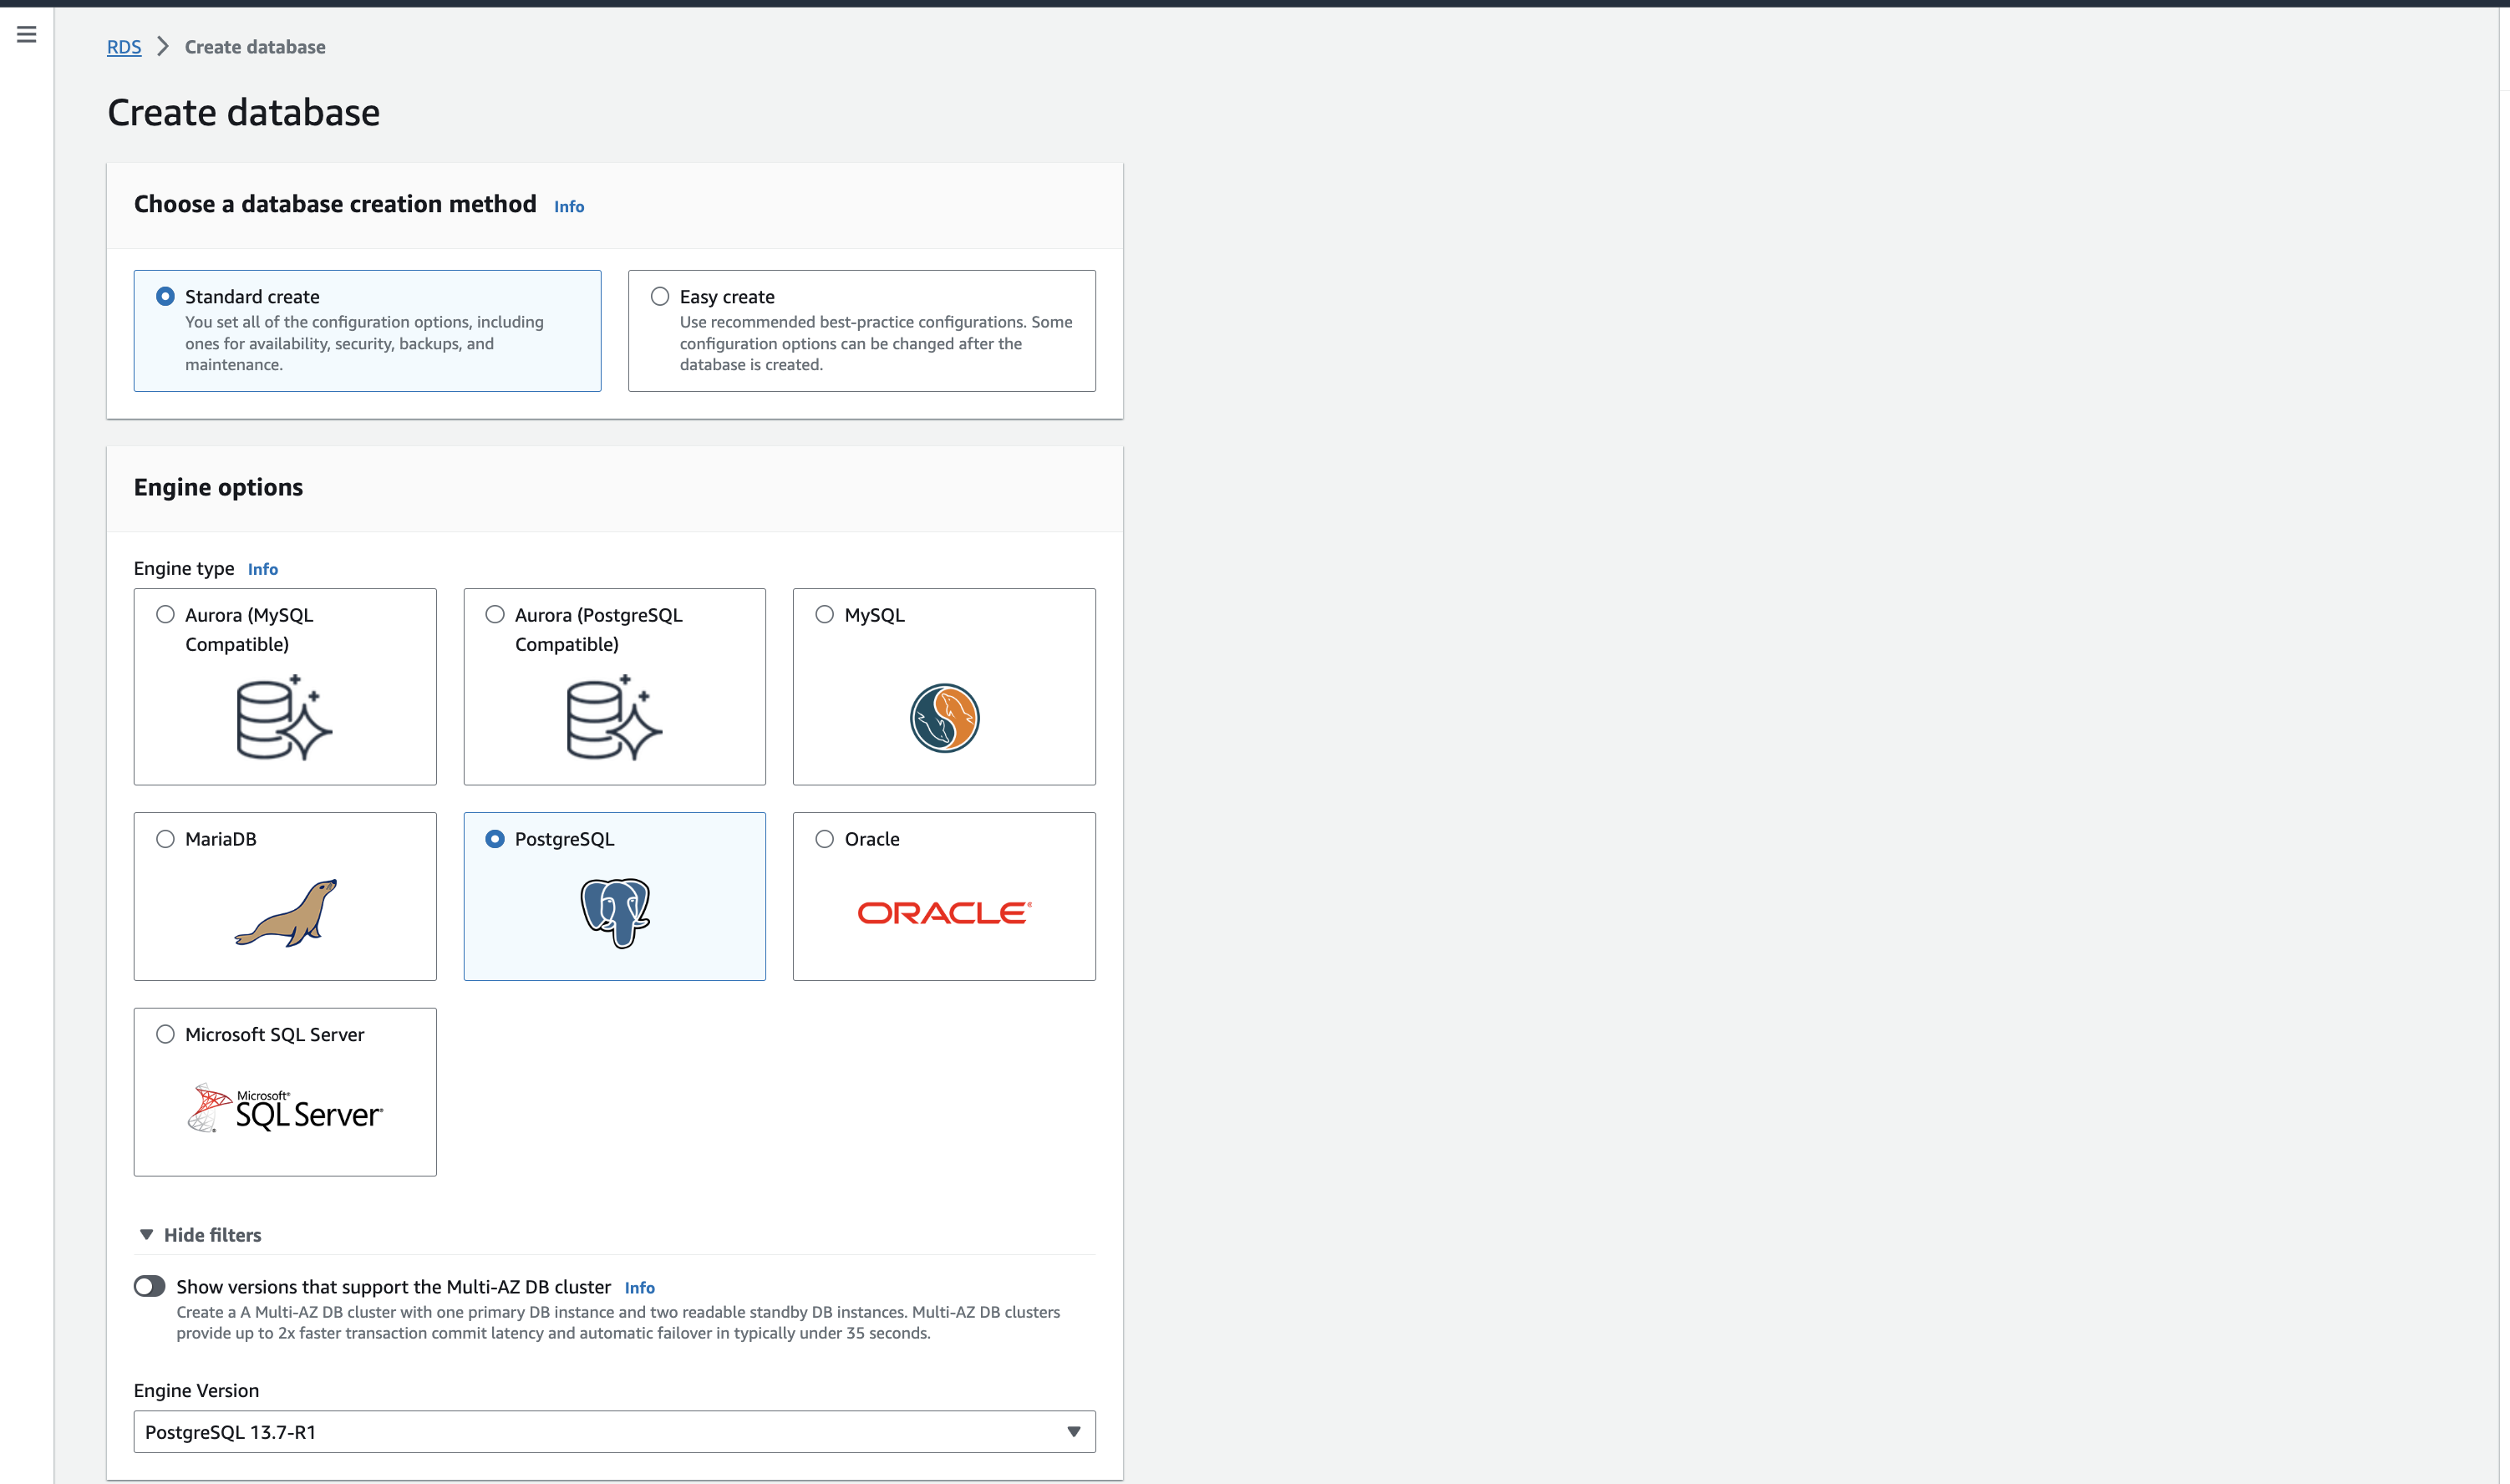 RDS > Create database
Create database
Choose a database creation method Info
Standard create
You set all of the configuration options, including
ones for availability, security, backups, and
maintenance.
Easy create
Use recommended best-practice configurations. Some
configuration options can be changed after the
database is created.
Engine options
Engine type Info
Aurora (MySQL
Compatible)
Aurora (PostgreSQL
Compatible)
MySQL
MariaDB
PostgreSQL
Oracle
ORACLE®
Microsoft SQL Server
Microsoft®
SQL Server®
Hide filters
Show versions that support the Multi-AZ DB cluster Info
Create a A Multi-AZ DB cluster with one primary DB instance and two readable standby DB instances. Multi-AZ DB clusters
provide up to 2x faster transaction commit latency and automatic failover in typically under 35 seconds.
Engine Version
PostgreSQL 13.7-R1